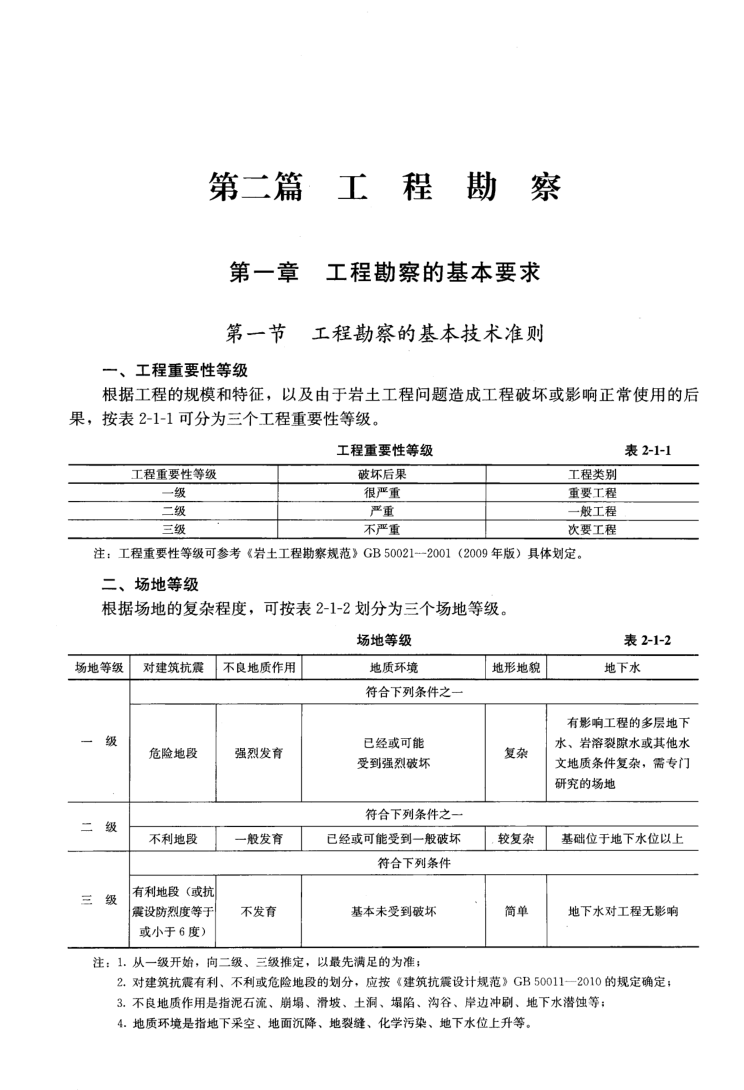 第二篇 工程勘察
第一章 工程勘察的基本要求
第一节 工程勘察的基本技术准则
一、工程重要性等级
根据工程的规模和特征，以及由于岩土工程问题造成工程破坏或影响正常使用的后
果，按表 2-1-1 可分为三个工程重要性等级。
工程重要性等级 表 2-1-1
工程重要性等级 破坏后果 工程类别
一级 很严重 重要工程
二级 严重 一般工程
三级 不严重 次要工程
注：工程重要性等级可参考《岩土工程勘察规范》GB 50021—2001（2009 年版）具体划定。
二、场地等级
根据场地的复杂程度，可按表 2-1-2 划分为三个场地等级。
场地等级 表 2-1-2
场地等级 对建筑抗震 不良地质作用 地质环境 地形地貌 地下水
符合下列条件之一
一 级
危险地段
强烈发育
已经或可能
受到强烈破坏
复杂
有影响工程的多层地下
水、岩溶裂隙水或其他水
文地质条件复杂，需专门
研究的场地
符合下列条件之一
二 级
不利地段 一般发育 已经或可能受到一般破坏 较复杂 基础位于地下水位以上
符合下列条件
三 级
有利地段（或抗
震设防烈度等于
或小于 6 度）
不发育
基本未受到破坏
简单
地下水对工程无影响
注：1. 从一级开始，向二级、三级推定，以最先满足的为准；
2. 对建筑抗震有利、不利或危险地段的划分，应按《建筑抗震设计规范》GB 50011—2010 的规定确定；
3. 不良地质作用是指泥石流、崩塌、滑坡、土洞、塌陷、沟谷、岸边冲刷、地下水潜蚀等；
4. 地质环境是指地下采空、地面沉降、地裂缝、化学污染、地下水位上升等。